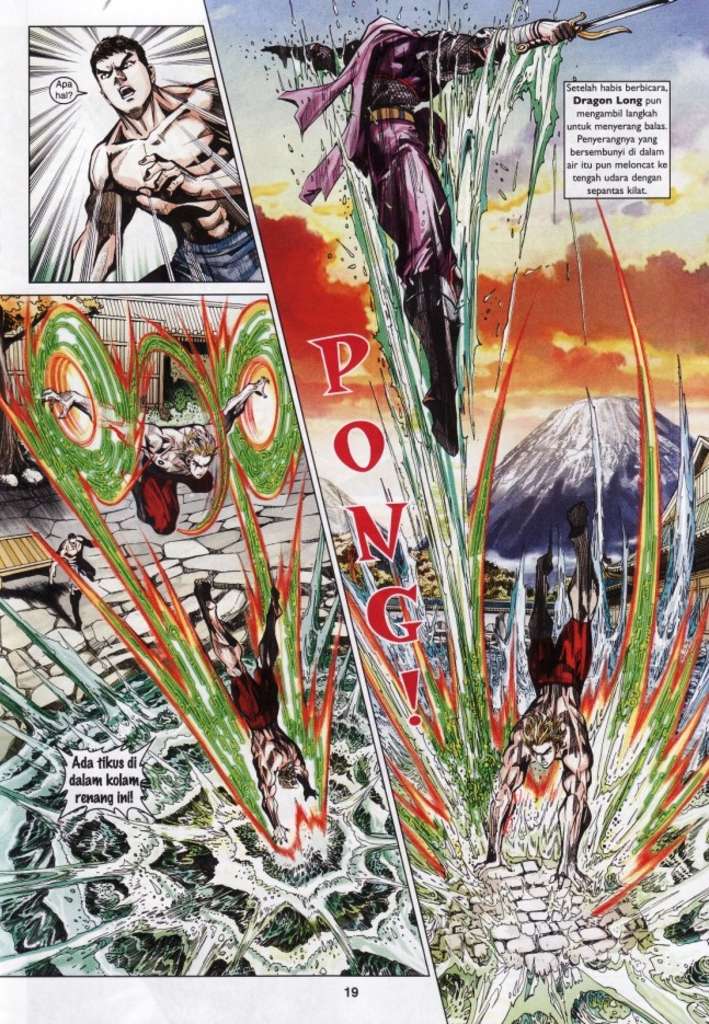 Apa
hal?
Setelah habis berbicara,
Dragon Long pun
mengambil langkah
untuk menyerang balas.
Penyerangnya yang
bersembunyi di dalam
air itu pun meloncat ke
tengah udara dengan
sepantas kilat.
PONG!
Ada tikus di
dalam kolam
renang ini!
19